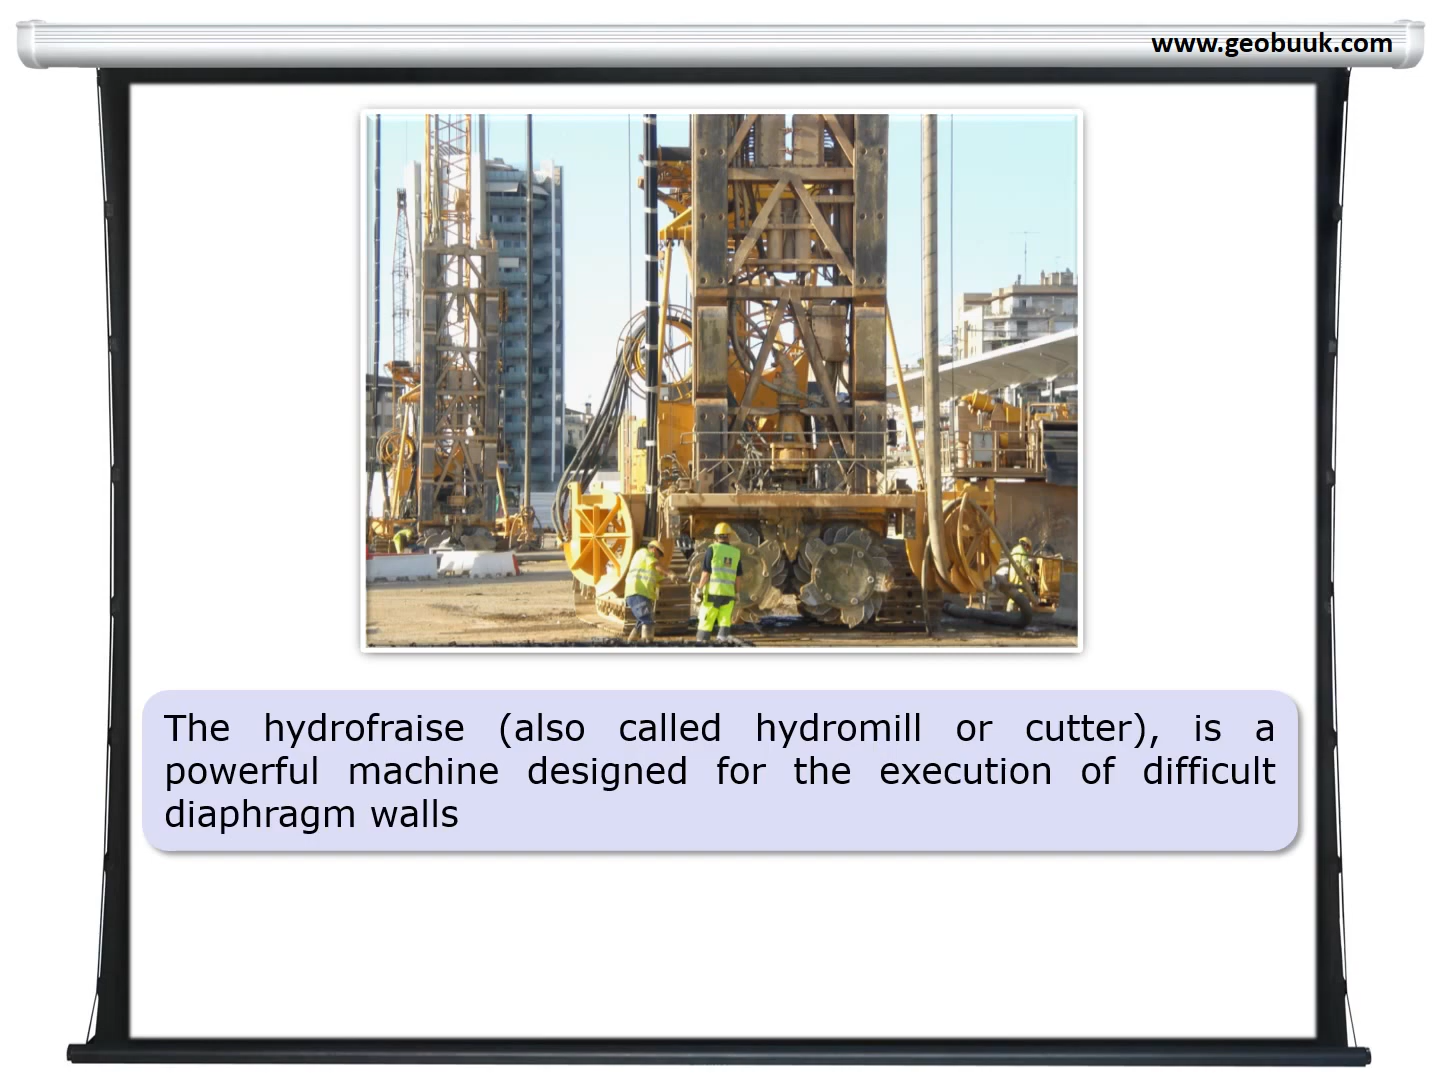 www.geobuuk.com
The hydrofraise (also called hydromill or cutter), is a
powerful machine designed for the execution of difficult
diaphragm walls